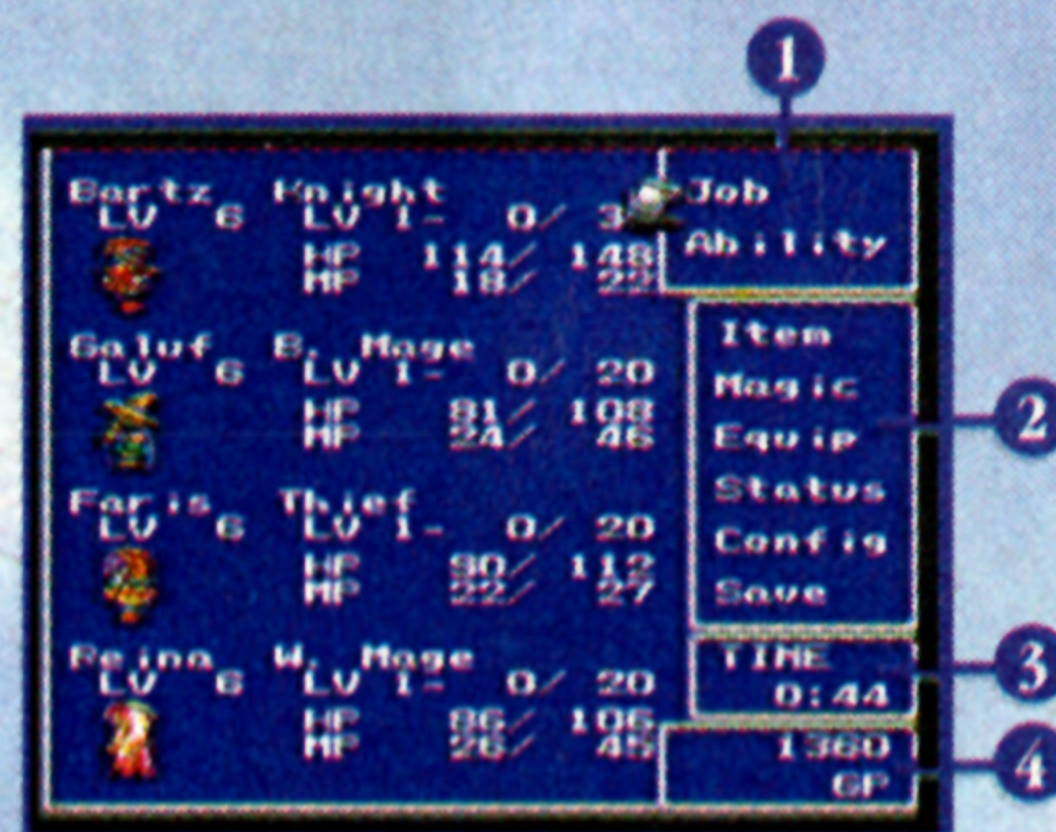 1
Bartz Knight Job
LV 6 LV 1- 0/ 3
Ability
HP 114/ 148
MP 18/ 22
Item
Galuf B. Mage
LV 6 LV 1- 0/ 20
Magic
HP 81/ 108
MP 24/ 46
Equip 2
Status
Faris Thief
LV 6 LV 1- 0/ 20
Config
HP 90/ 112
MP 22/ 27
Save
Reina W. Mage TIME 3
LV 6 LV 1- 0/ 20
0:44
HP 86/ 106
MP 26/ 45
1360 4
GP